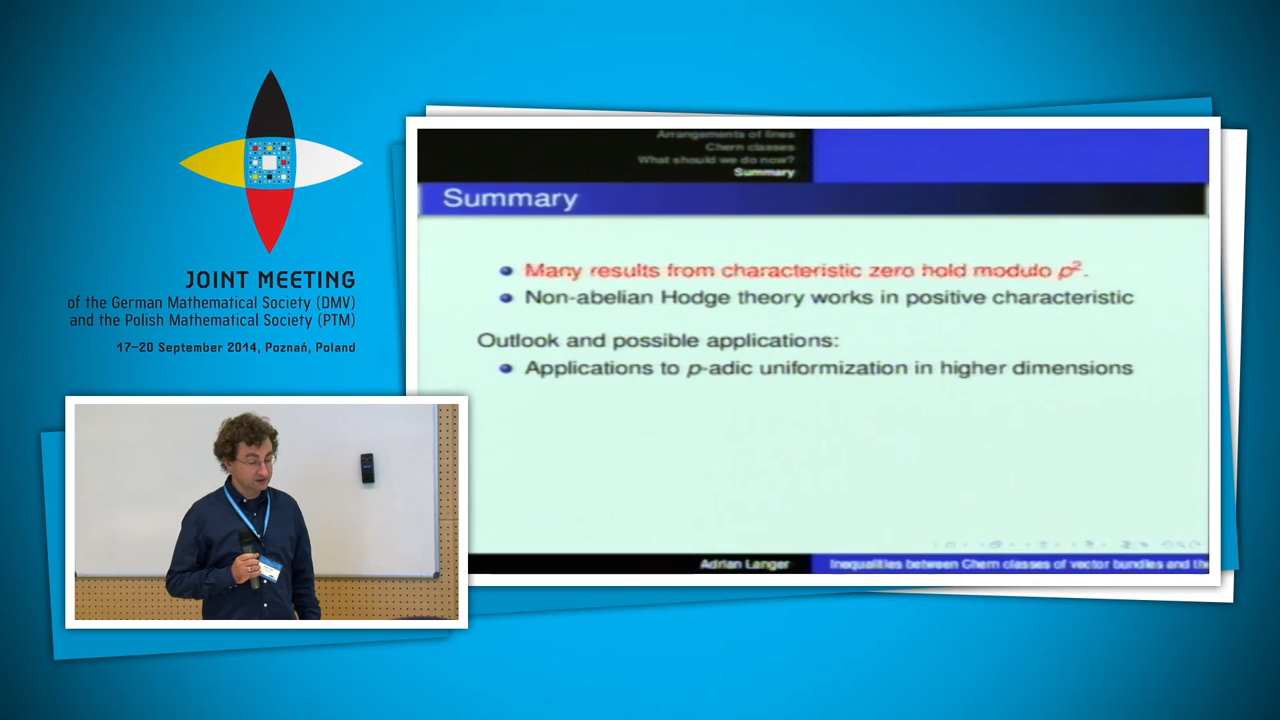 JOINT MEETING
of the German Mathematical Society (DMV)
and the Polish Mathematical Society (PTM)
17–20 September 2014, Poznań, Poland
Arrangements of lines
Chern classes
What should we do now?
Summary
Summary
Many results from characteristic zero hold modulo p².
Non-abelian Hodge theory works in positive characteristic
Outlook and possible applications:
Applications to p-adic uniformization in higher dimensions
Adrian Langer
Inequalities between Chern classes of vector bundles and th